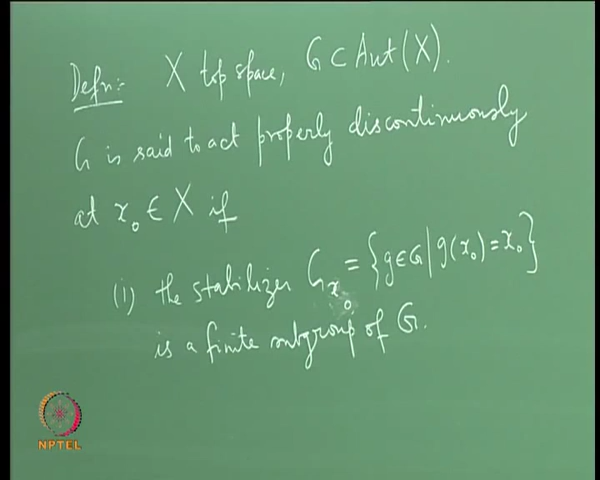 Defn:- X top space, G ⊂ Aut(X).
G is said to act properly discontinuously
at x₀ ∈ X if
(i) the stabilizer G_{x₀} = {g∈G | g(x₀) = x₀}
is a finite subgroup of G.
NPTEL